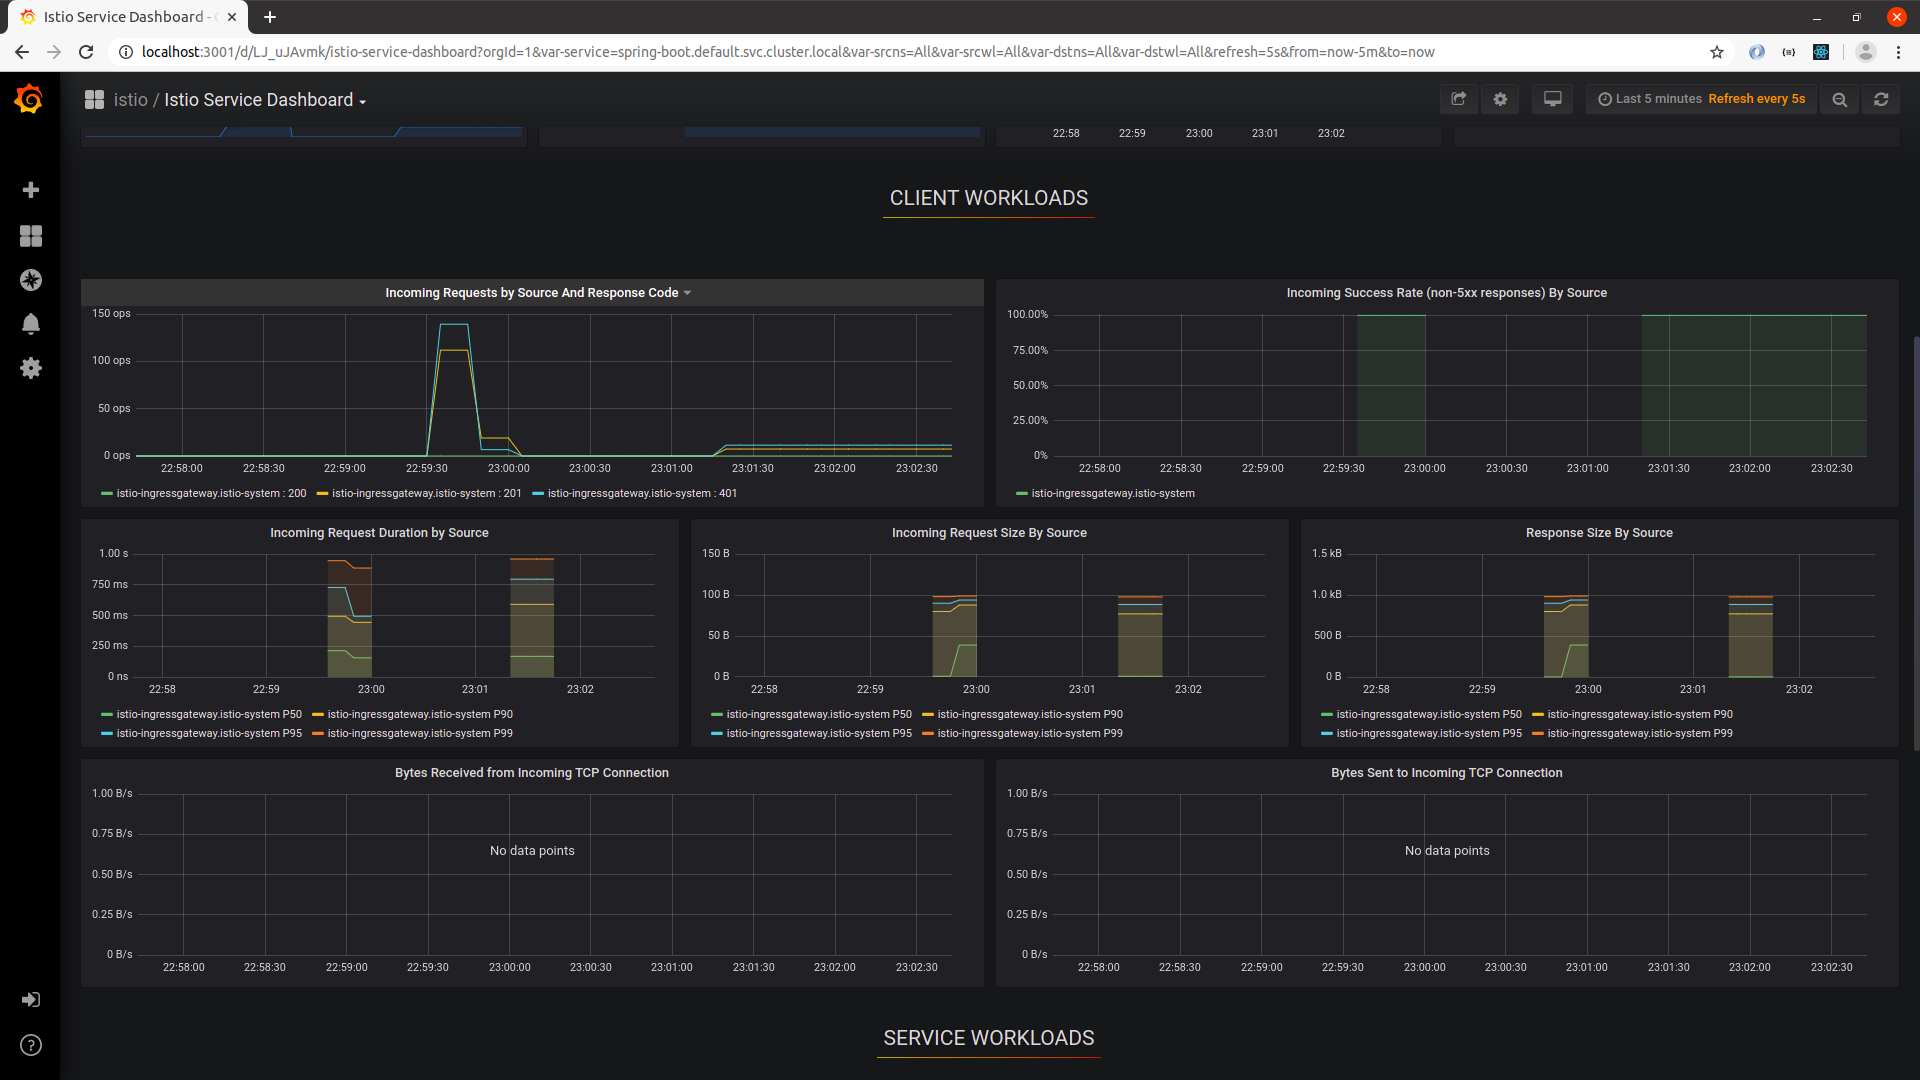 Istio Service Dashboard -
localhost:3001/d/LJ_uJAvmk/istio-service-dashboard?orgId=1&var-service=spring-boot.default.svc.cluster.local&var-srcns=All&var-srcwl=All&var-dstns=All&var-dstwl=All&refresh=5s&from=now-5m&to=now
istio / Istio Service Dashboard
Last 5 minutes Refresh every 5s
22:58 22:59 23:00 23:01 23:02
CLIENT WORKLOADS
Incoming Requests by Source And Response Code
150 ops
100 ops
50 ops
0 ops
22:58:00 22:58:30 22:59:00 22:59:30 23:00:00 23:00:30 23:01:00 23:01:30 23:02:00 23:02:30
istio-ingressgateway.istio-system : 200 istio-ingressgateway.istio-system : 201 istio-ingressgateway.istio-system : 401
Incoming Success Rate (non-5xx responses) By Source
100.00%
75.00%
50.00%
25.00%
0%
22:58:00 22:58:30 22:59:00 22:59:30 23:00:00 23:00:30 23:01:00 23:01:30 23:02:00 23:02:30
istio-ingressgateway.istio-system
Incoming Request Duration by Source
1.00 s
750 ms
500 ms
250 ms
0 ns
22:58 22:59 23:00 23:01 23:02
istio-ingressgateway.istio-system P50 istio-ingressgateway.istio-system P90
istio-ingressgateway.istio-system P95 istio-ingressgateway.istio-system P99
Incoming Request Size By Source
150 B
100 B
50 B
0 B
22:58 22:59 23:00 23:01 23:02
istio-ingressgateway.istio-system P50 istio-ingressgateway.istio-system P90
istio-ingressgateway.istio-system P95 istio-ingressgateway.istio-system P99
Response Size By Source
1.5 kB
1.0 kB
500 B
0 B
22:58 22:59 23:00 23:01 23:02
istio-ingressgateway.istio-system P50 istio-ingressgateway.istio-system P90
istio-ingressgateway.istio-system P95 istio-ingressgateway.istio-system P99
Bytes Received from Incoming TCP Connection
1.00 B/s
0.75 B/s
No data points
0.50 B/s
0.25 B/s
0 B/s
22:58:00 22:58:30 22:59:00 22:59:30 23:00:00 23:00:30 23:01:00 23:01:30 23:02:00 23:02:30
Bytes Sent to Incoming TCP Connection
1.00 B/s
0.75 B/s
No data points
0.50 B/s
0.25 B/s
0 B/s
22:58:00 22:58:30 22:59:00 22:59:30 23:00:00 23:00:30 23:01:00 23:01:30 23:02:00 23:02:30
SERVICE WORKLOADS